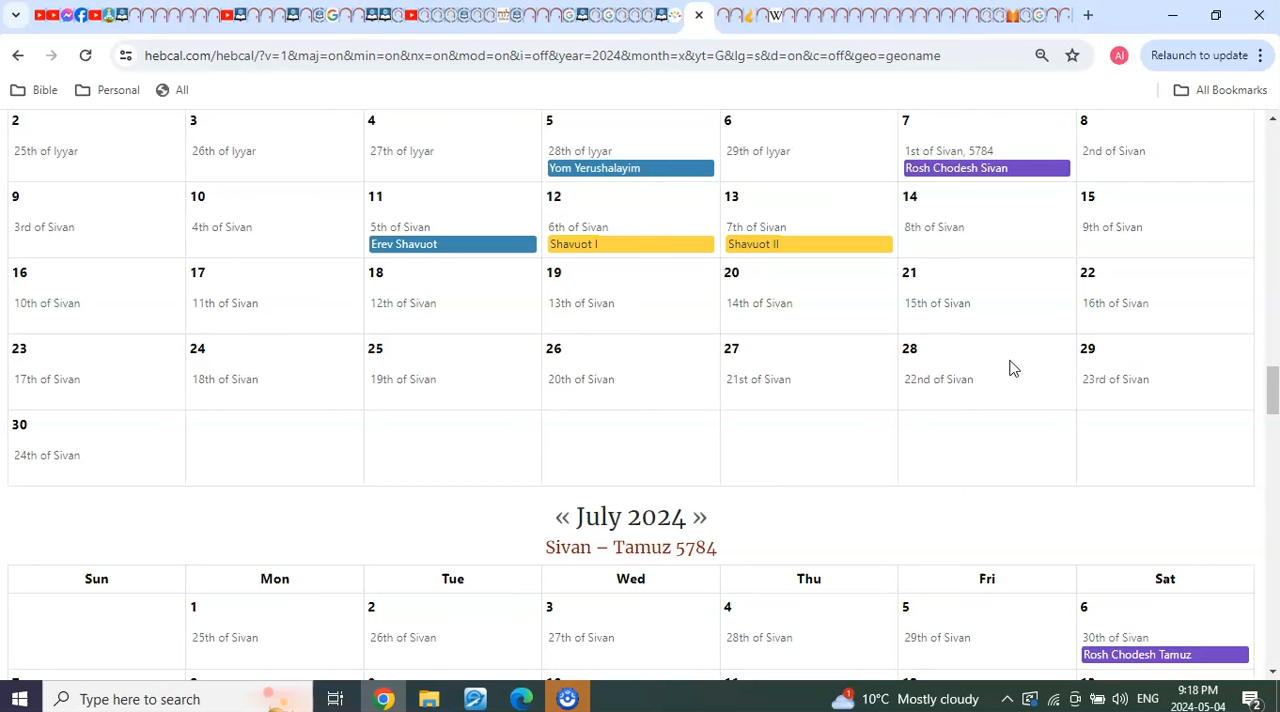 hebcal.com/hebcal/?v=1&maj=on&min=on&nx=on&mod=on&i=off&year=2024&month=x&yt=G&lg=s&d=on&c=off&geo=geoname
AI
Relaunch to update
Bible
Personal
All
All Bookmarks
2 3 4 5 6 7 8
25th of Iyyar 26th of Iyyar 27th of Iyyar 28th of Iyyar 29th of Iyyar 1st of Sivan, 5784 2nd of Sivan
Yom Yerushalayim Rosh Chodesh Sivan
9 10 11 12 13 14 15
3rd of Sivan 4th of Sivan 5th of Sivan 6th of Sivan 7th of Sivan 8th of Sivan 9th of Sivan
Erev Shavuot Shavuot I Shavuot II
16 17 18 19 20 21 22
10th of Sivan 11th of Sivan 12th of Sivan 13th of Sivan 14th of Sivan 15th of Sivan 16th of Sivan
23 24 25 26 27 28 29
17th of Sivan 18th of Sivan 19th of Sivan 20th of Sivan 21st of Sivan 22nd of Sivan 23rd of Sivan
30
24th of Sivan
« July 2024 »
Sivan – Tamuz 5784
Sun Mon Tue Wed Thu Fri Sat
1 2 3 4 5 6
25th of Sivan 26th of Sivan 27th of Sivan 28th of Sivan 29th of Sivan 30th of Sivan
Rosh Chodesh Tamuz
Type here to search
1
10°C Mostly cloudy
ENG
9:18 PM
2024-05-04
2